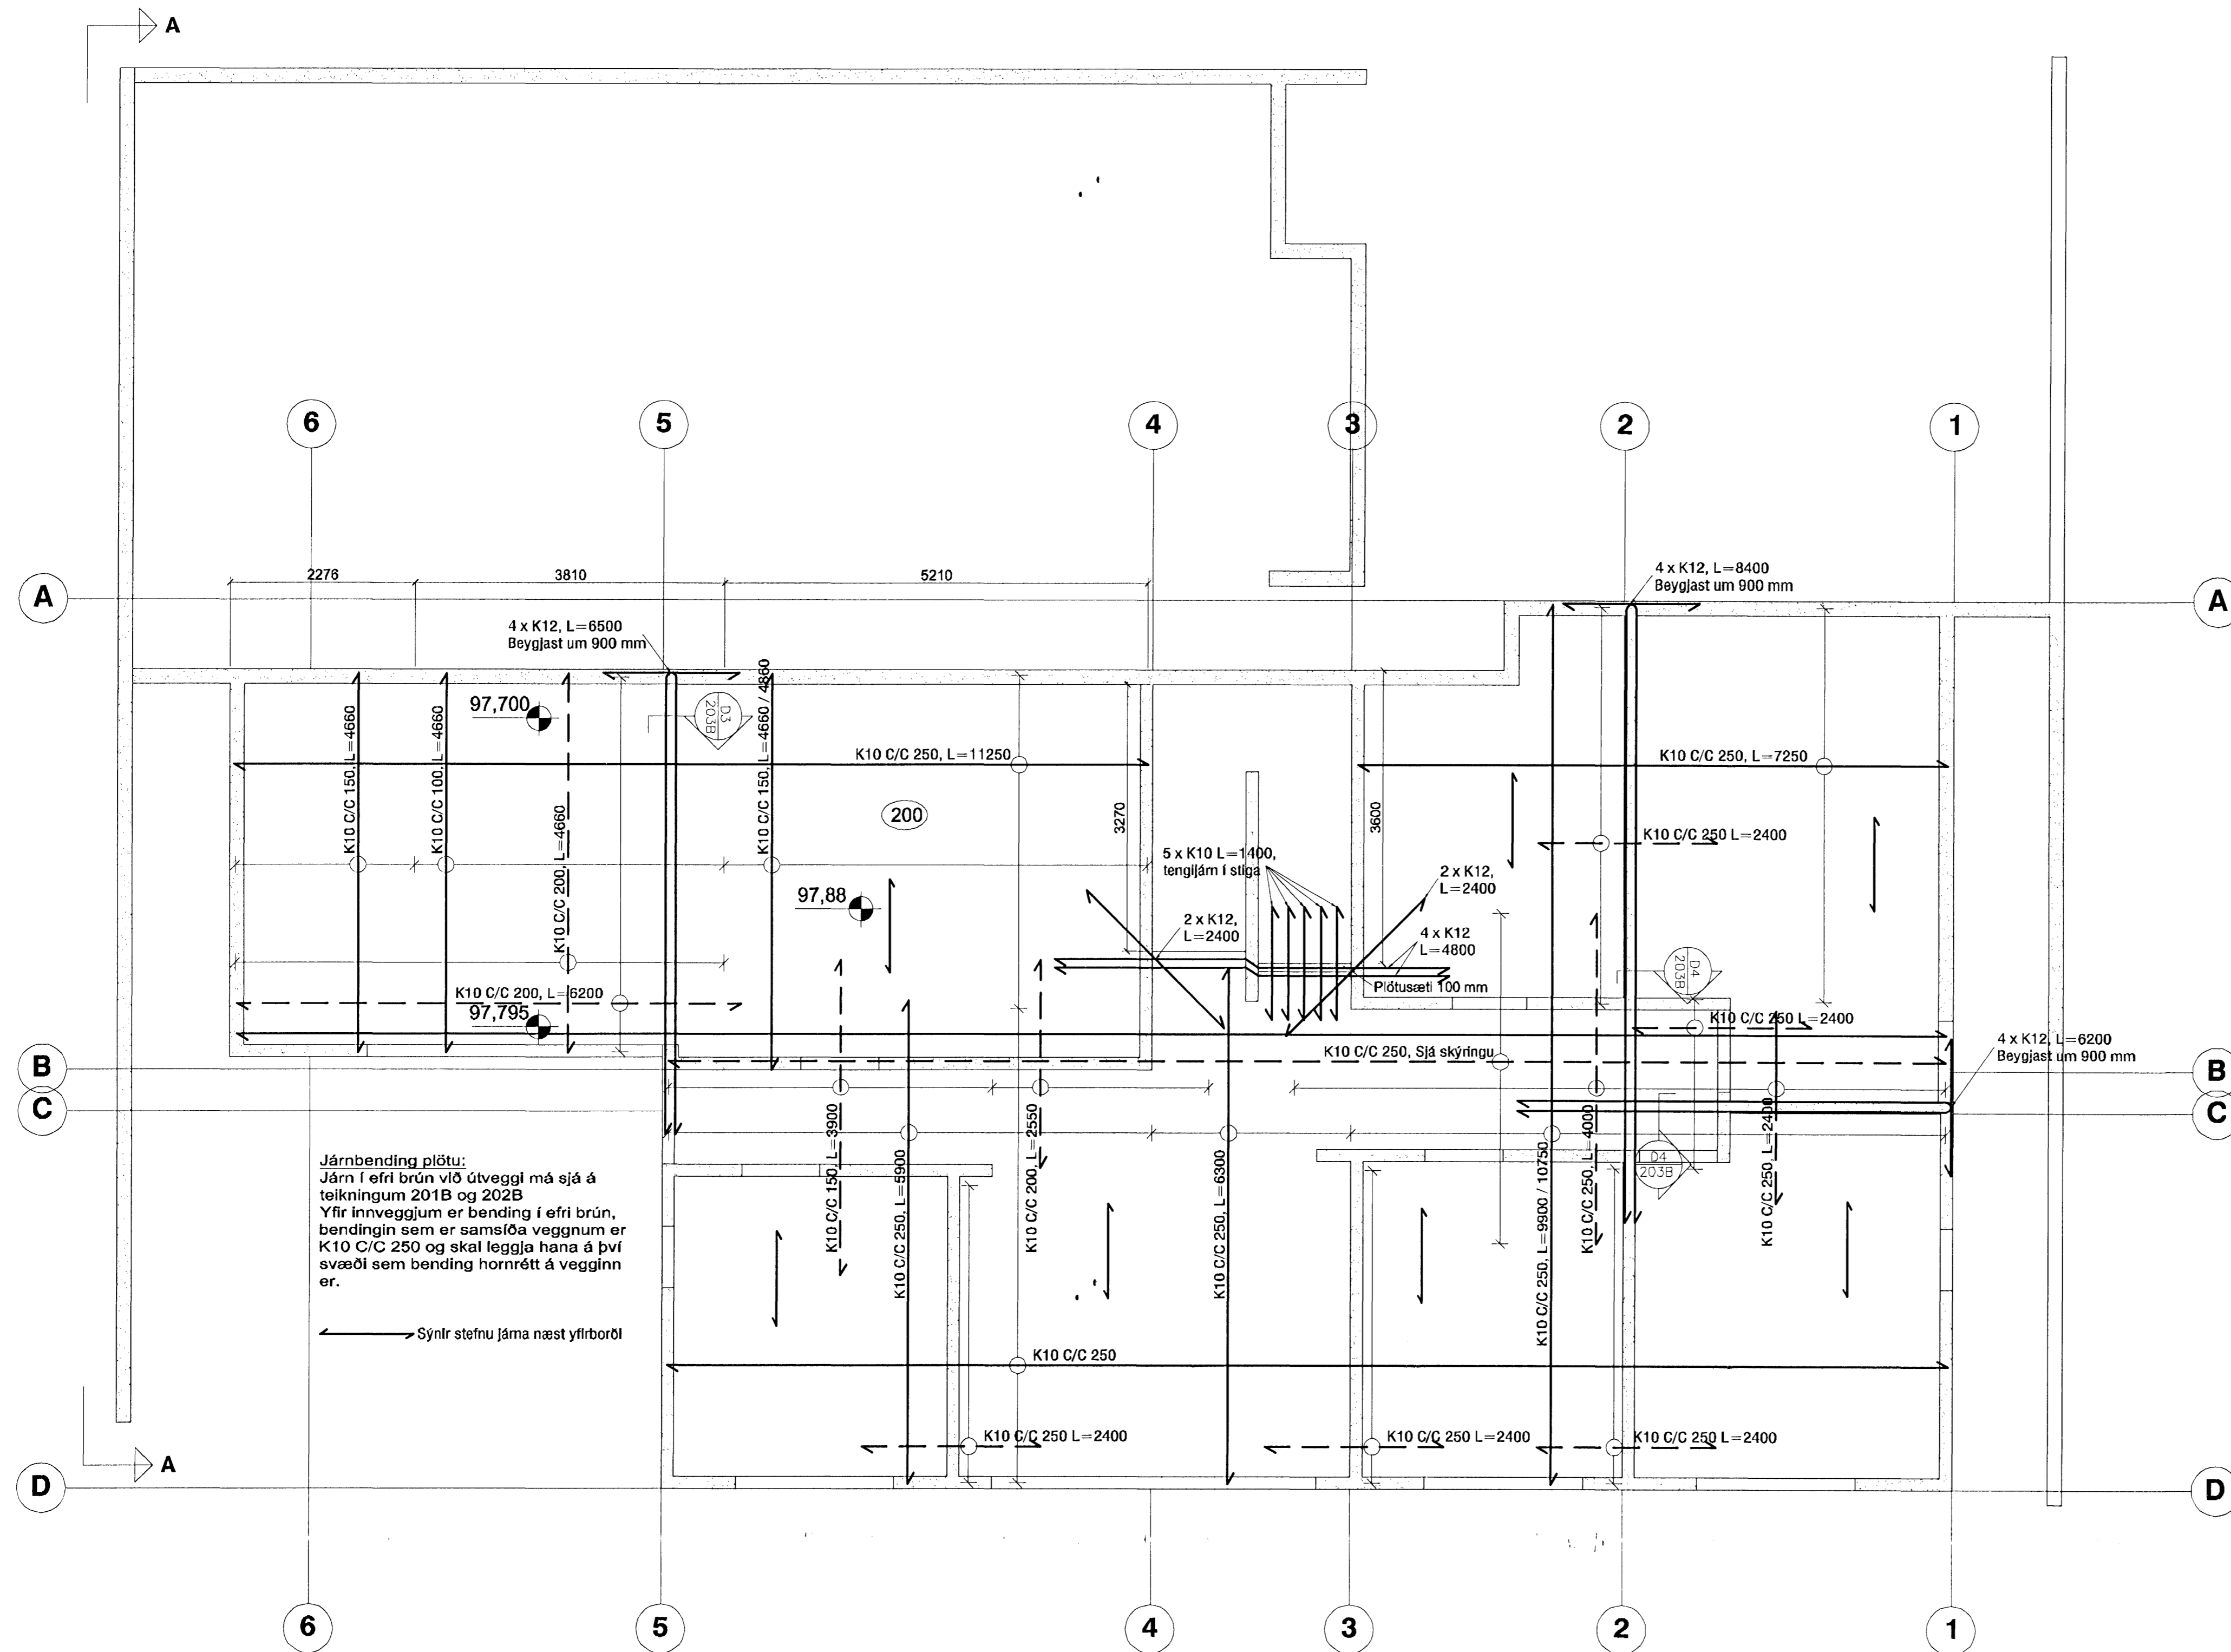 A
6
5
4
3
2
1
2276
3810
5210
A
A
4 x K12, L=8400
Beygjast um 900 mm
4 x K12, L=6500
Beygjast um 900 mm
97,700
D3
203B
K10 C/C 150, L=4660
K10 C/C 100, L=4660
K10 C/C 200, L=4660
K10 C/C 150, L=4660 / 4860
K10 C/C 250, L=11250
K10 C/C 250, L=7250
200
3270
3600
K10 C/C 250 L=2400
5 x K10 L=1400,
tengijárn í stiga
2 x K12,
L=2400
97,88
2 x K12,
L=2400
4 x K12
L=4800
D4
203B
Plötusæti 100 mm
K10 C/C 200, L=6200
97,795
K10 C/C 250 L=2400
4 x K12, L=6200
Beygjast um 900 mm
K10 C/C 250, Sjá skýringu
B
B
C
C
K10 C/C 150, L=3900
K10 C/C 250, L=5900
K10 C/C 200, L=2550
K10 C/C 250, L=6300
K10 C/C 250, L=9900 / 10750
K10 C/C 250, L=4000
K10 C/C 250, L=2400
D4
203B
Járnbending plötu:
Járn í efri brún við útveggi má sjá á
teikningum 201B og 202B
Yfir innveggjum er bending í efri brún,
bendingin sem er samsíða veggnum er
K10 C/C 250 og skal leggja hana á því
svæði sem bending hornrétt á vegginn
er.
Sýnir stefnu járna næst yfirborði
K10 C/C 250
K10 C/C 250 L=2400
K10 C/C 250 L=2400
K10 C/C 250 L=2400
A
D
D
6
5
4
3
2
1